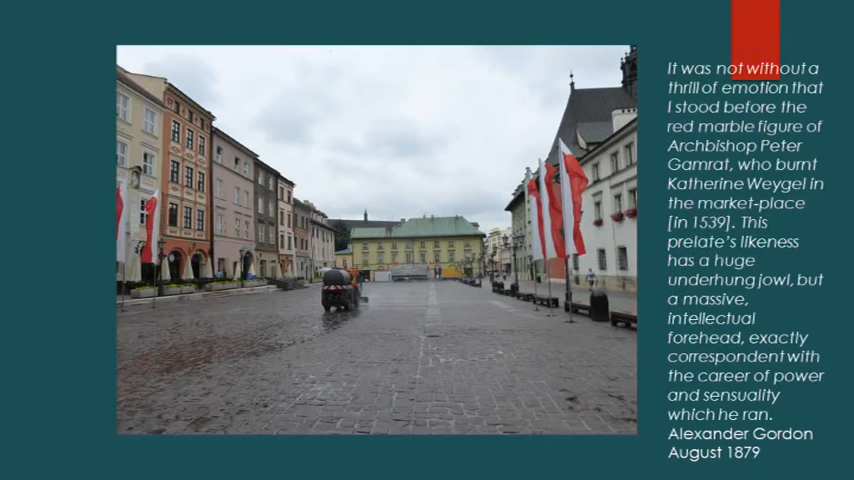 It was not without a
thrill of emotion that
I stood before the
red marble figure of
Archbishop Peter
Gamrat, who burnt
Katherine Weygel in
the market-place
[in 1539]. This
prelate's likeness
has a huge
underhung jowl, but
a massive,
intellectual
forehead, exactly
correspondent with
the career of power
and sensuality
which he ran.
Alexander Gordon
August 1879